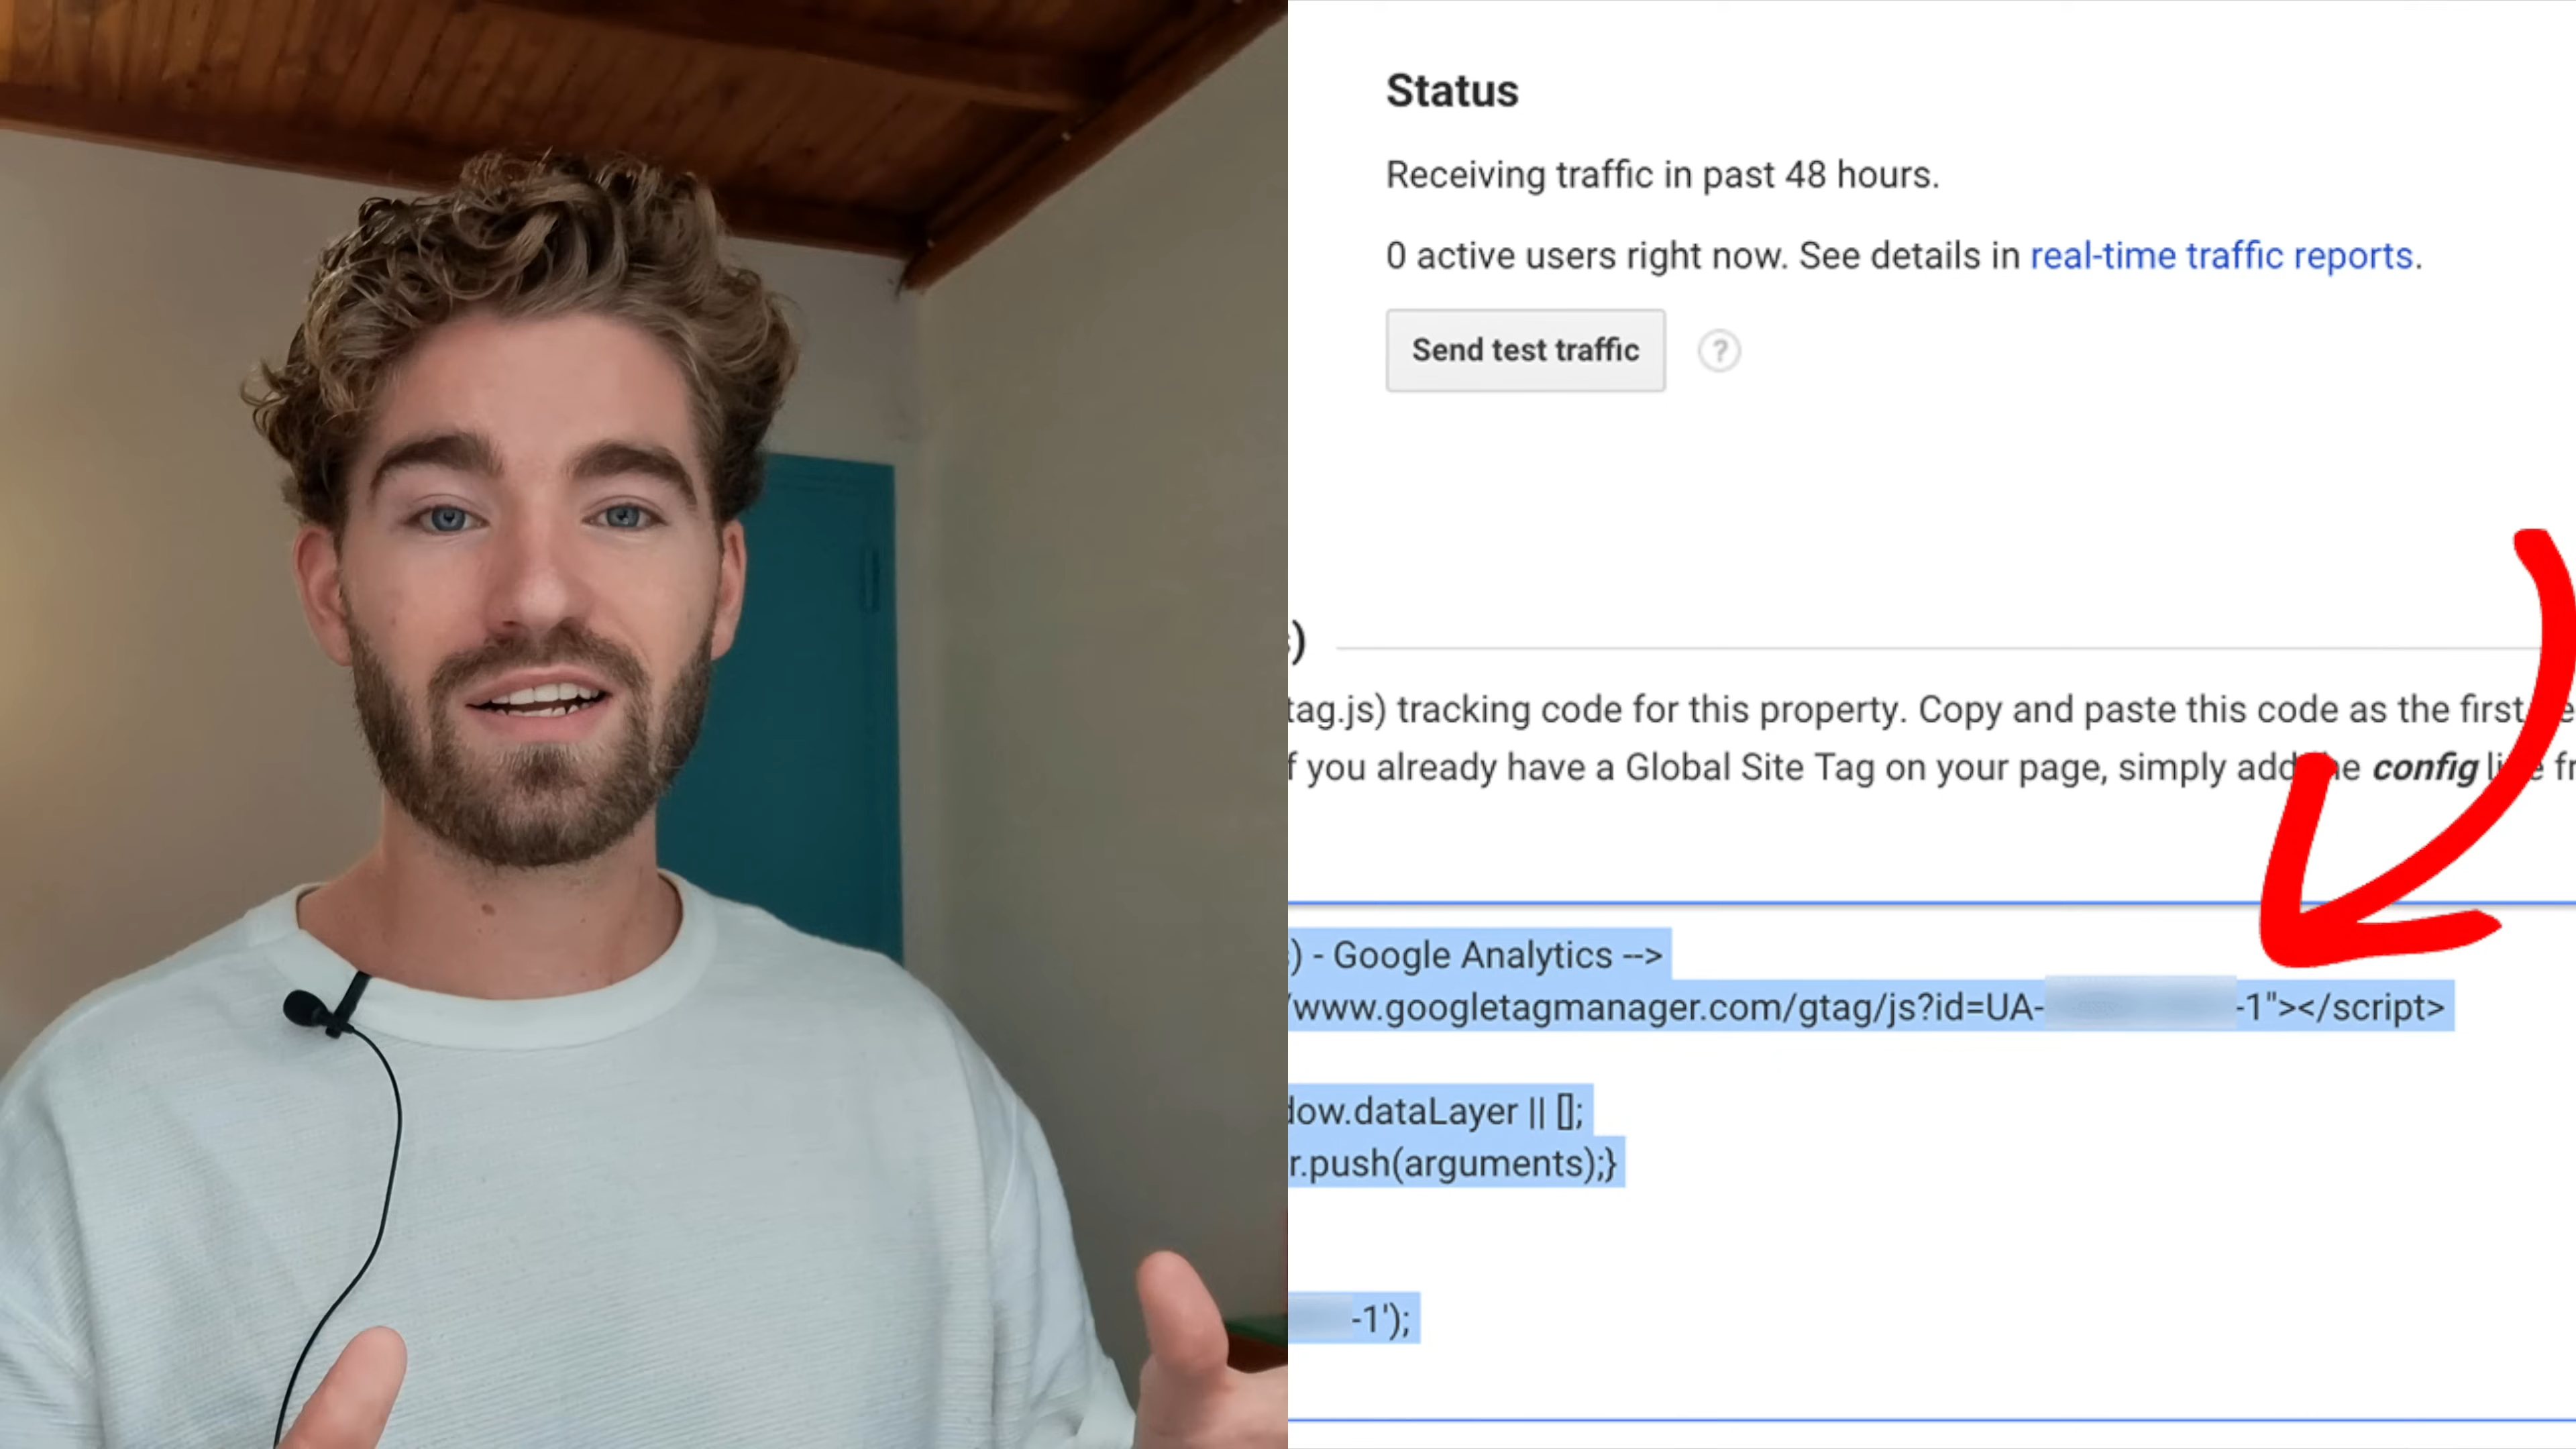 Status
Receiving traffic in past 48 hours.
0 active users right now. See details in real-time traffic reports.
Send test traffic ?
)
tag.js) tracking code for this property. Copy and paste this code as the first
f you already have a Global Site Tag on your page, simply add config fr
) - Google Analytics -->
/www.googletagmanager.com/gtag/js?id=UA- -1"></script>
dow.dataLayer || [];
r.push(arguments);}
-1');